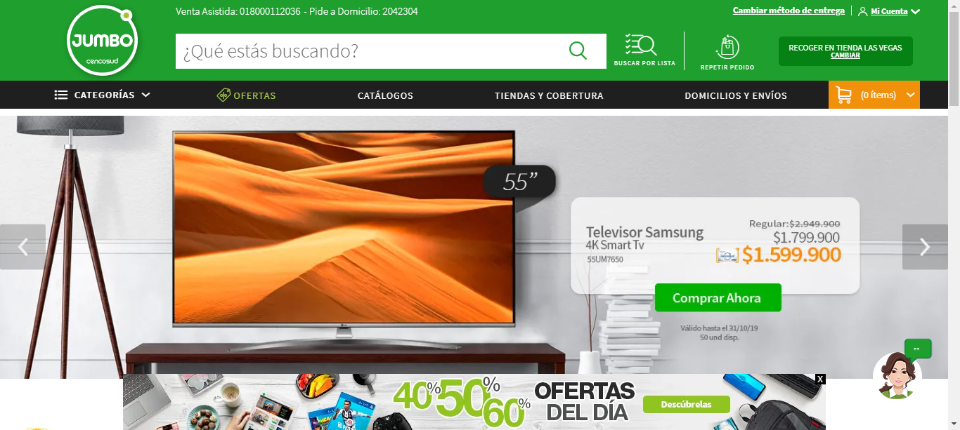 Venta Asistida: 018000112036 - Pide a Domicilio: 2042304
Cambiar método de entrega
Mi Cuenta
JUMBO
cencosud
¿Qué estás buscando?
BUSCAR POR LISTA
REPETIR PEDIDO
RECOGER EN TIENDA LAS VEGAS
CAMBIAR
CATEGORÍAS
OFERTAS
CATÁLOGOS
TIENDAS Y COBERTURA
DOMICILIOS Y ENVÍOS
(0 ítems)
55”
Televisor Samsung
4K Smart Tv
55UM7650
Regular:$2.949.900
$1.799.900
$1.599.900
Comprar Ahora
Válido hasta el 31/10/19
50 und disp.
40% 50% 60%
OFERTAS
DEL DÍA
Descúbrelas
X